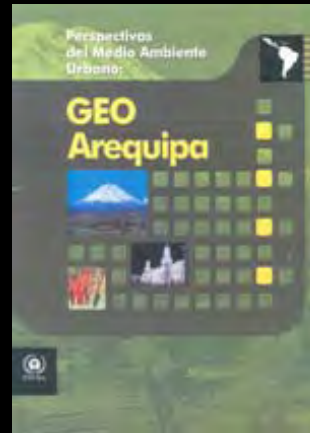 Perspectivas
del Medio Ambiente
Urbano:
GEO
Arequipa